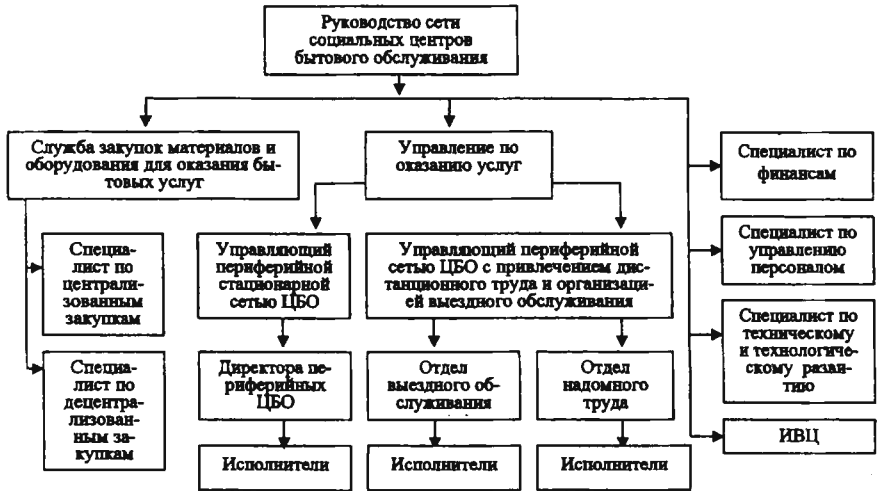 Руководство сети
социальных центров
бытового обслуживания
Служба закупок материалов и
оборудования для оказания бы-
товых услуг
Управление по
оказанию услуг
Специалист по
финансам
Специа-
лист по
централи-
зованным
закупкам
Управляющий
периферийной
стационарной
сетью ЦБО
Управляющий периферийной
сетью ЦБО с привлечением дис-
танционного труда и организаци-
ей выездного обслуживания
Специалист по
управлению
персоналом
Специалист по
техническому
и технологиче-
скому разви-
тию
Специа-
лист по
децентра-
лизован-
ным за-
купкам
Директора пе-
риферийных
ЦБО
Отдел
выездного об-
служивания
Отдел
надомного
труда
ИВЦ
Исполнители
Исполнители
Исполнители